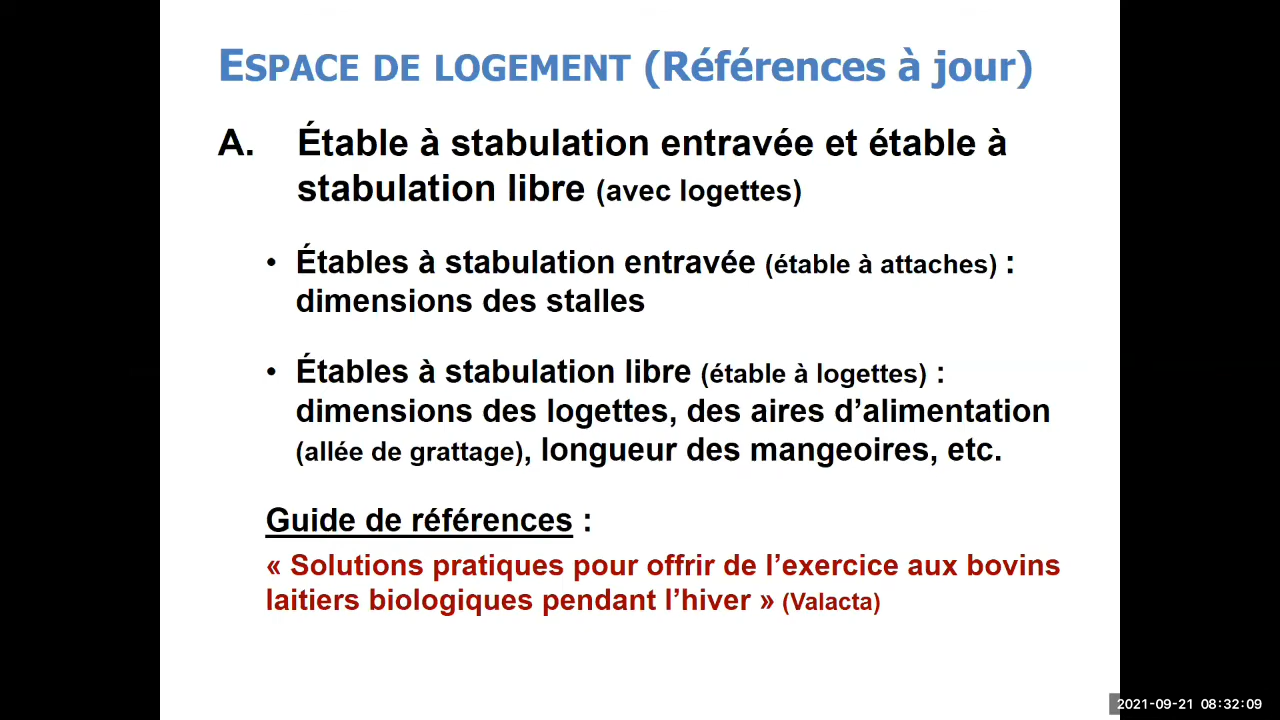 ESPACE DE LOGEMENT (Références à jour)
A. Étable à stabulation entravée et étable à
stabulation libre (avec logettes)
• Étables à stabulation entravée (étable à attaches) :
dimensions des stalles
• Étables à stabulation libre (étable à logettes) :
dimensions des logettes, des aires d’alimentation
(allée de grattage), longueur des mangeoires, etc.
Guide de références :
« Solutions pratiques pour offrir de l’exercice aux bovins
laitiers biologiques pendant l’hiver » (Valacta)
2021-09-21 08:32:09